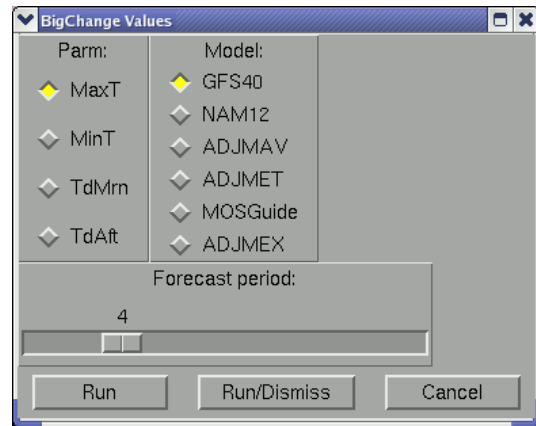 BigChange Values
Parm:
MaxT
MinT
TdMrn
TdAft
Model:
GFS40
NAM12
ADJMAV
ADJMET
MOSGuide
ADJMEX
Forecast period:
4
Run
Run/Dismiss
Cancel